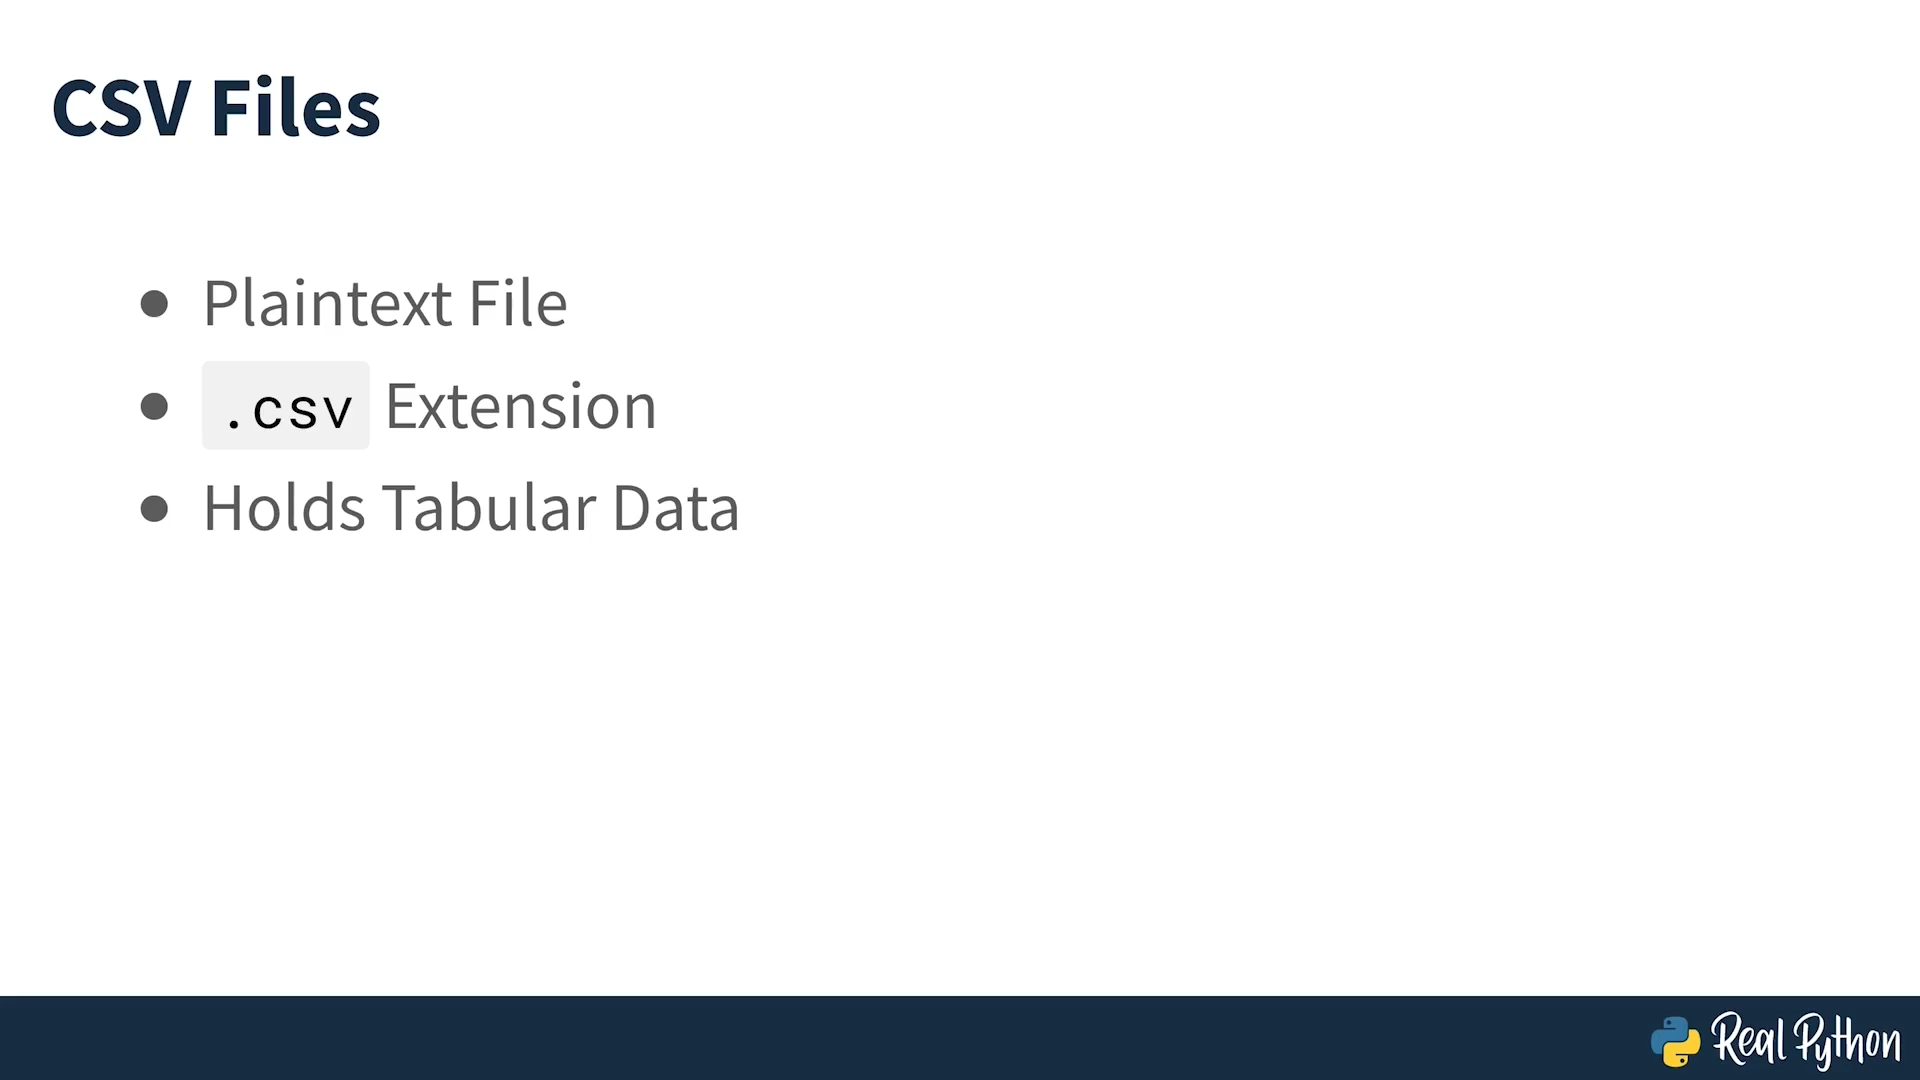 CSV Files
Plaintext File
.csv Extension
Holds Tabular Data
Real Python